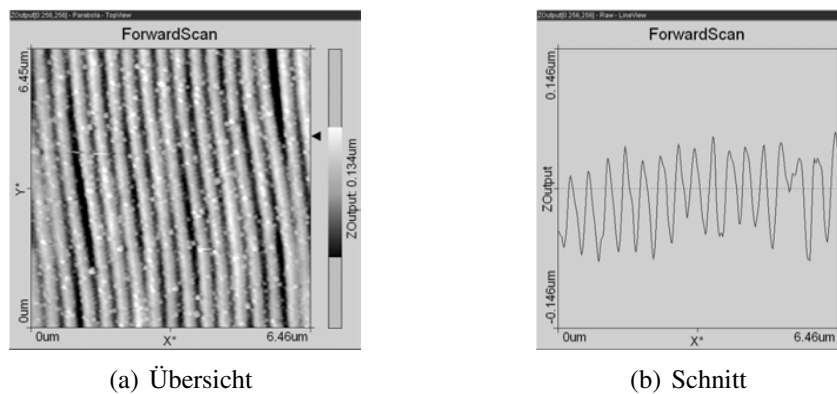 ZOutput[0:256,256] - Parabola - TopView
ForwardScan
6.45um
Y*
0um
0um
X*
6.46um
ZOutput: 0.134um
(a) Übersicht
ZOutput[0:256,256] - Raw - LineView
ForwardScan
0.146um
ZOutput
-0.146um
0um
X*
6.46um
(b) Schnitt